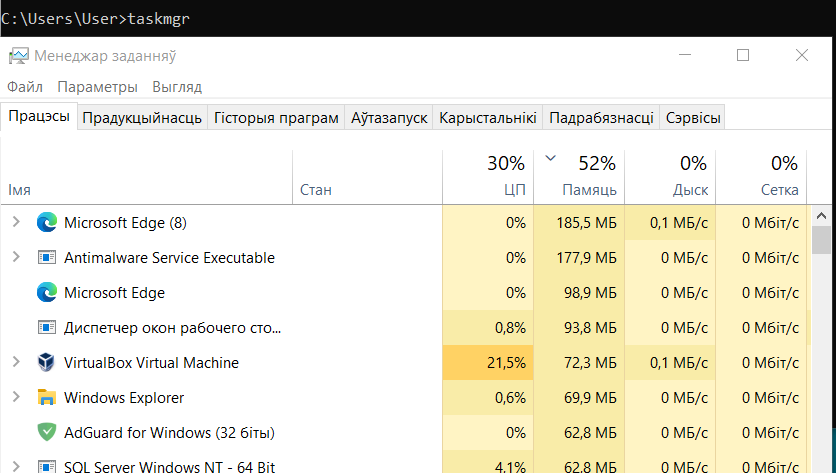 C:\Users\User>taskmgr
Менеджар заданняў
Файл Параметры Выгляд
Працэсы Прадукцыйнасць Гісторыя праграм Аўтазапуск Карыстальнікі Падрабязнасці Сэрвісы
30% 52% 0% 0%
Імя Стан ЦП Памяць Дыск Сетка
Microsoft Edge (8) 0% 185,5 МБ 0,1 МБ/с 0 Мбіт/с
Antimalware Service Executable 0% 177,9 МБ 0 МБ/с 0 Мбіт/с
Microsoft Edge 0% 98,9 МБ 0 МБ/с 0 Мбіт/с
Диспетчер окон рабочего сто... 0,8% 93,8 МБ 0 МБ/с 0 Мбіт/с
VirtualBox Virtual Machine 21,5% 72,3 МБ 0,1 МБ/с 0 Мбіт/с
Windows Explorer 0,6% 69,9 МБ 0 МБ/с 0 Мбіт/с
AdGuard for Windows (32 біты) 0% 62,8 МБ 0 МБ/с 0 Мбіт/с
SQL Server Windows NT - 64 Bit 4,1% 62,8 МБ 0 МБ/с 0 Мбіт/с